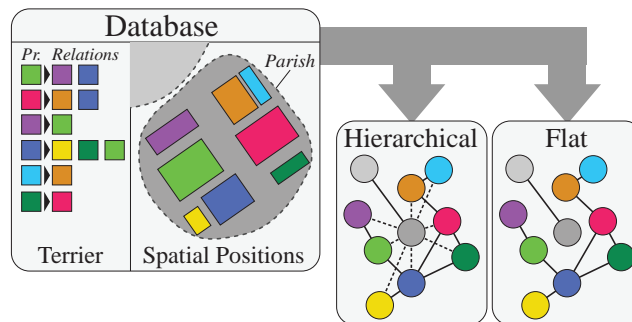 Database
Pr. Relations
Parish
Terrier
Spatial Positions
Hierarchical
Flat